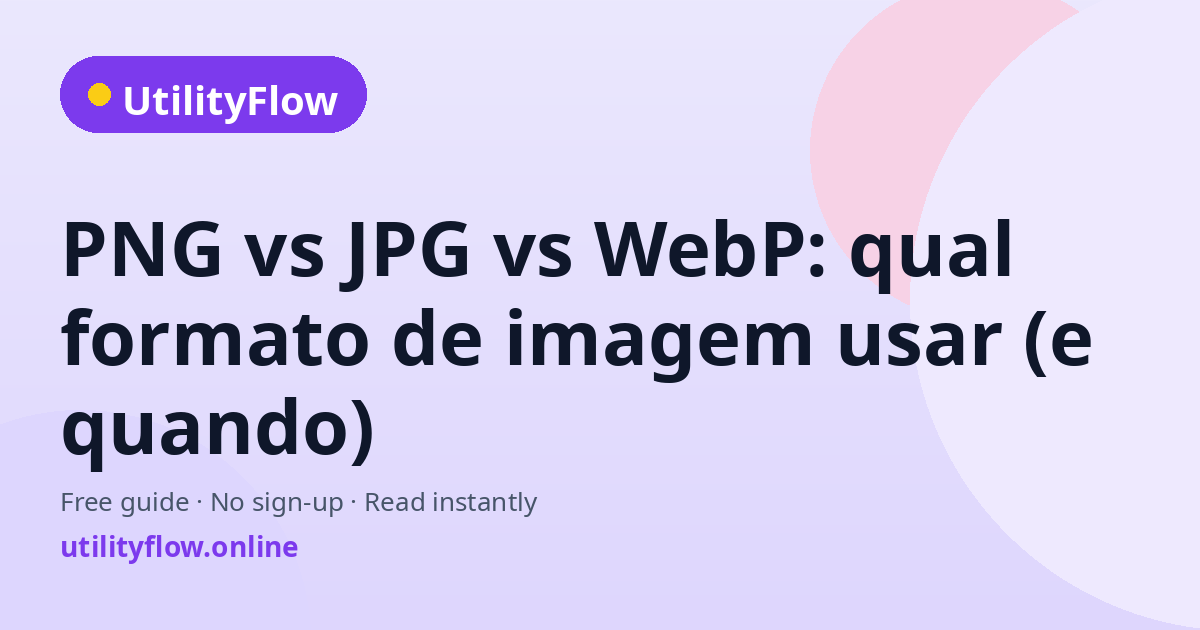 UtilityFlow
PNG vs JPG vs WebP: qual
formato de imagem usar (e
quando)
Free guide · No sign-up · Read instantly
utilityflow.online